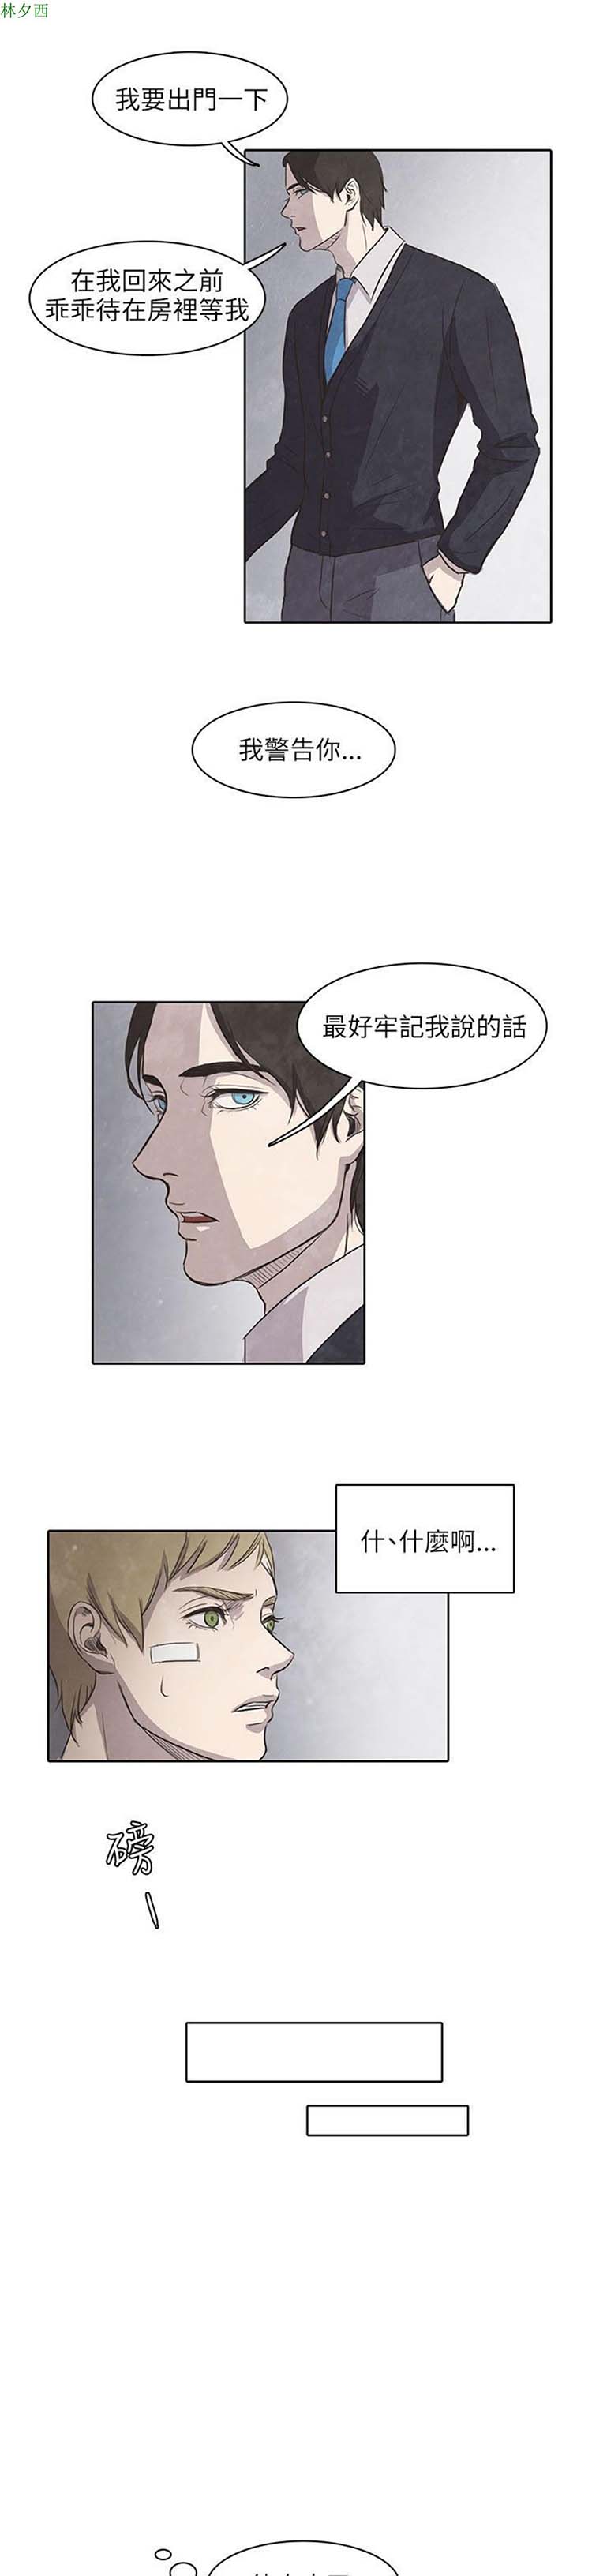 林夕西
我要出門一下
在我回來之前
乖乖待在房裡等我
我警告你...
最好牢記我說的話
什、什麼啊...
磅